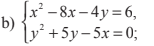 b) { x² − 8x − 4y = 6,
y² + 5y − 5x = 0;